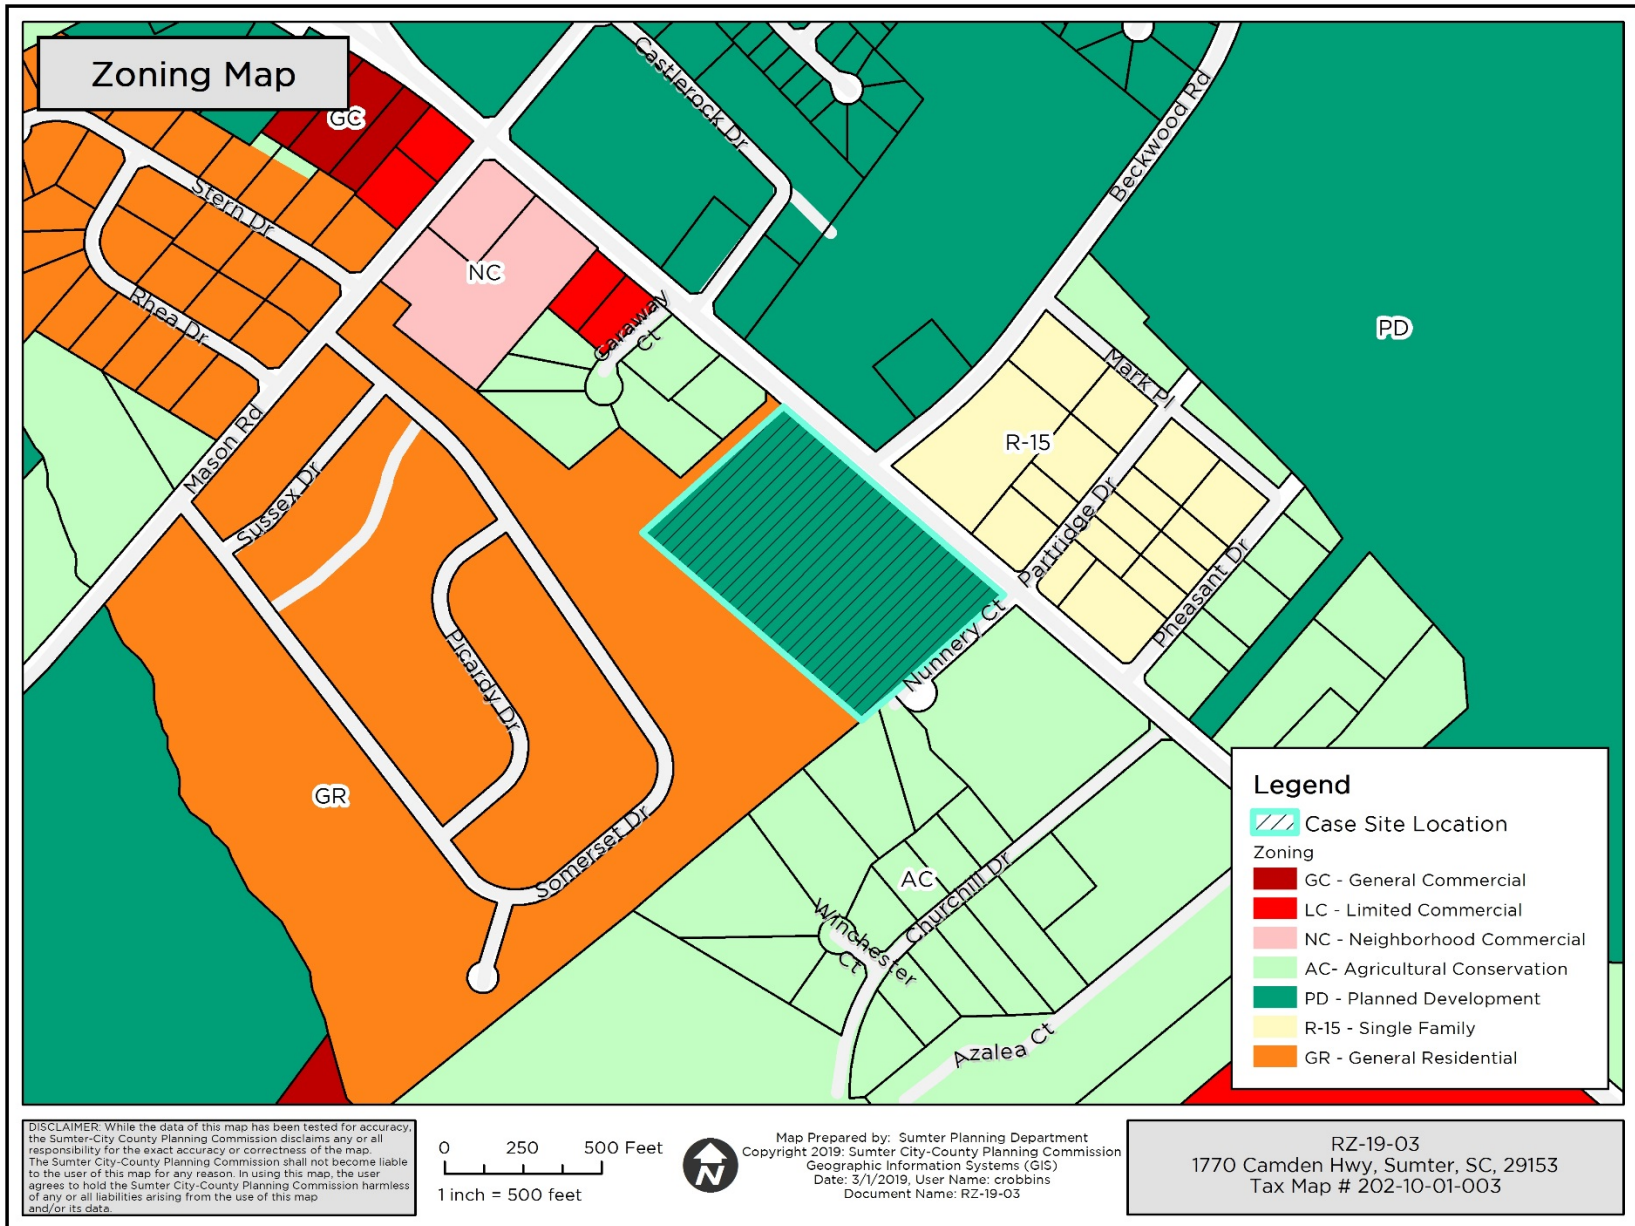 Zoning Map
GC
Castlerock Dr
Beckwood Rd
Stern Dr
NC
Rhea Dr
Caraway
Ct
PD
Mark Pl
R-15
Mason Rd
Sussex Dr
Partridge Dr
Pheasant Dr
Nunnery Ct
Picardy Dr
GR
Somerset Dr
AC
Churchill Dr
Winchester
Ct
Azalea Ct
Legend
Case Site Location
Zoning
GC - General Commercial
LC - Limited Commercial
NC - Neighborhood Commercial
AC- Agricultural Conservation
PD - Planned Development
R-15 - Single Family
GR - General Residential
DISCLAIMER: While the data of this map has been tested for accuracy,
the Sumter-City County Planning Commission disclaims any or all
responsibility for the exact accuracy or correctness of the map.
The Sumter City-County Planning Commission shall not become liable
to the user of this map for any reason. In using this map, the user
agrees to hold the Sumter City-County Planning Commission harmless
of any or all liabilities arising from the use of this map
and/or its data.
0 250 500 Feet
1 inch = 500 feet
N
Map Prepared by: Sumter Planning Department
Copyright 2019: Sumter City-County Planning Commission
Geographic Information Systems (GIS)
Date: 3/1/2019, User Name: crobbins
Document Name: RZ-19-03
RZ-19-03
1770 Camden Hwy, Sumter, SC, 29153
Tax Map # 202-10-01-003